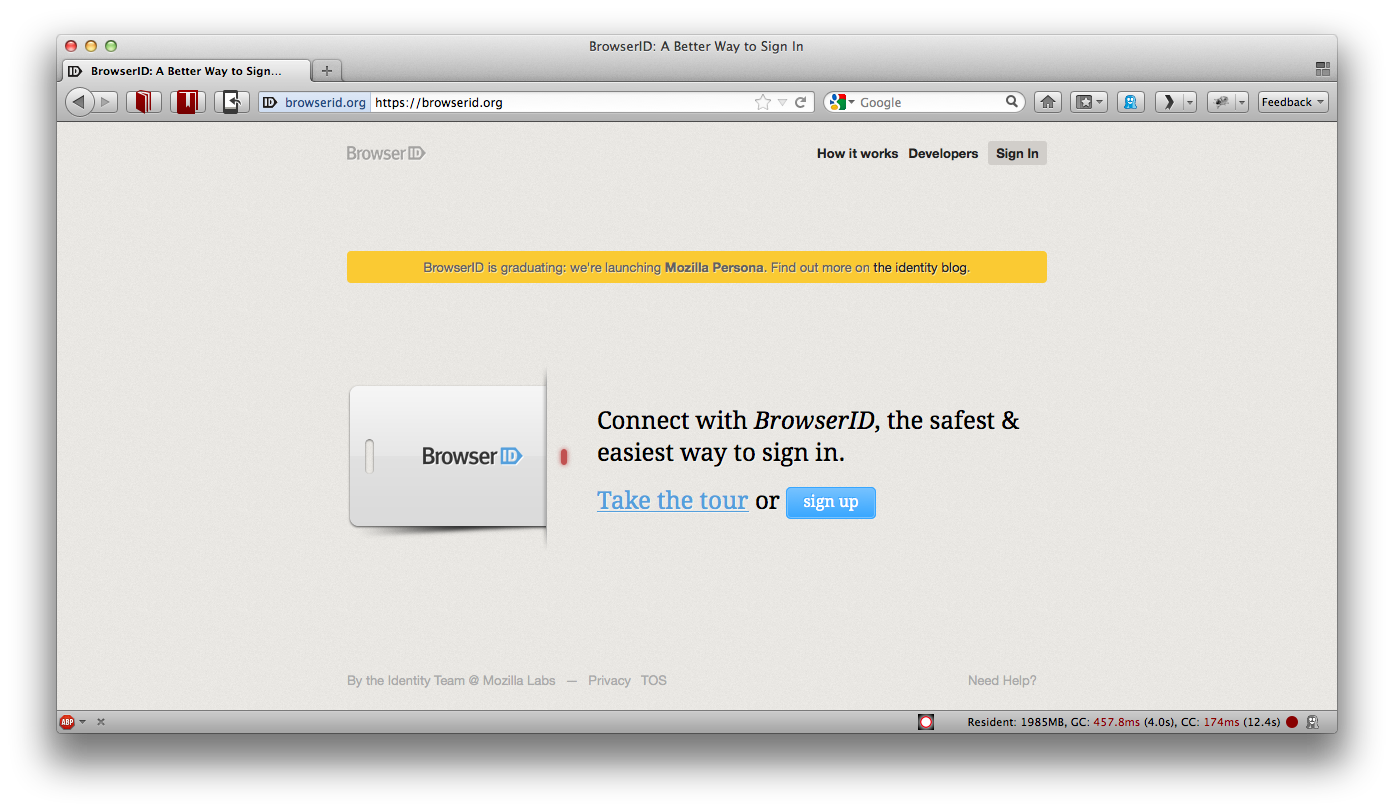 BrowserID: A Better Way to Sign In
BrowserID: A Better Way to Sign...
browserid.org https://browserid.org Google Feedback
BrowserID How it works Developers Sign In
BrowserID is graduating: we're launching Mozilla Persona. Find out more on the identity blog.
Connect with BrowserID, the safest &
easiest way to sign in.
BrowserID
Take the tour or sign up
By the Identity Team @ Mozilla Labs — Privacy TOS Need Help?
ABP Resident: 1985MB, GC: 457.8ms (4.0s), CC: 174ms (12.4s)